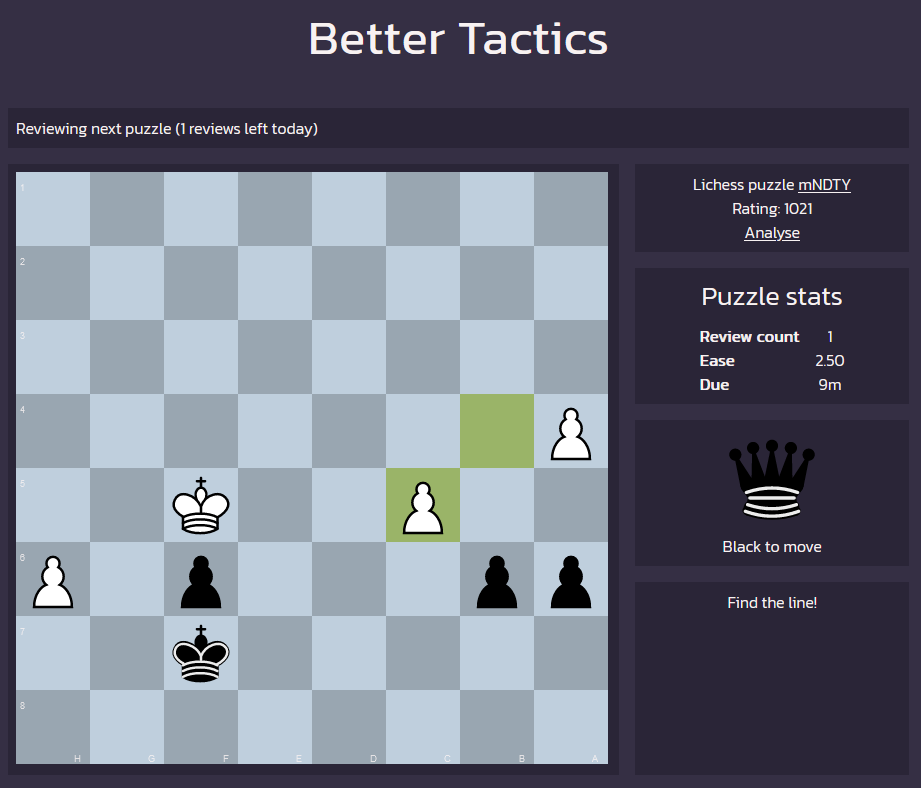 Better Tactics
Reviewing next puzzle (1 reviews left today)
1
2
3
4
5
6
7
8
H G F E D C B A
Lichess puzzle mNDTY
Rating: 1021
Analyse
Puzzle stats
Review count 1
Ease 2.50
Due 9m
Black to move
Find the line!